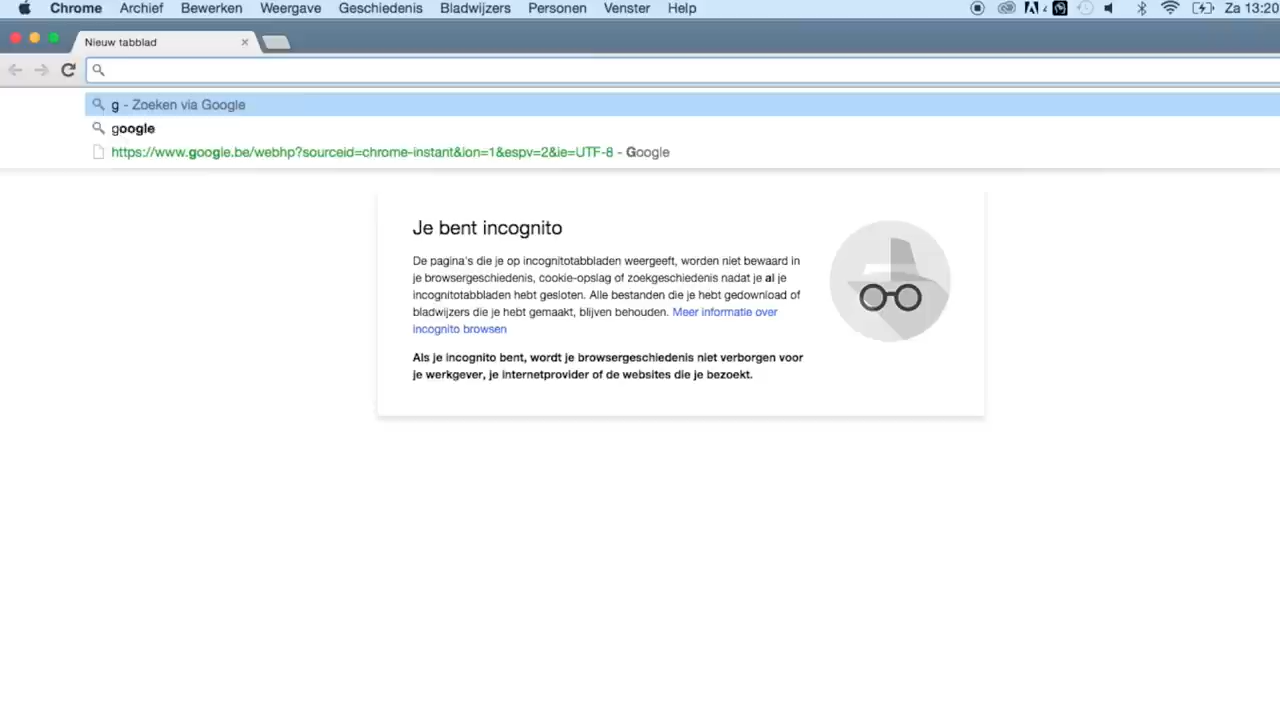 Chrome Archief Bewerken Weergave Geschiedenis Bladwijzers Personen Venster Help 4 Za 13:20
Nieuw tabblad
g - Zoeken via Google
google
https://www.google.be/webhp?sourceid=chrome-instant&ion=1&espv=2&ie=UTF-8 - Google
Je bent incognito
De pagina's die je op incognitotabbladen weergeeft, worden niet bewaard in
je browsergeschiedenis, cookie-opslag of zoekgeschiedenis nadat je al je
incognitotabbladen hebt gesloten. Alle bestanden die je hebt gedownload of
bladwijzers die je hebt gemaakt, blijven behouden. Meer informatie over
incognito browsen
Als je incognito bent, wordt je browsergeschiedenis niet verborgen voor
je werkgever, je internetprovider of de websites die je bezoekt.